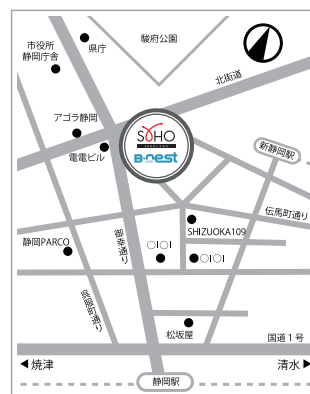 市役所
静岡庁舎
県庁
駿府公園
北街道
アゴラ静岡
電電ビル
SOHO
B-nest
新静岡駅
伝馬町通り
SHIZUOKA109
静岡PARCO
御幸通り
○I○I
○I○I
呉服町通り
松坂屋
国道1号
◀焼津
清水▶
静岡駅